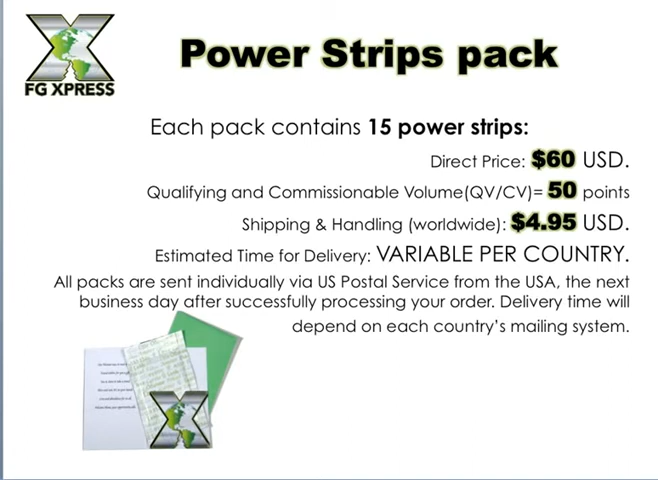 FG XPRESS
Power Strips pack
Each pack contains 15 power strips:
Direct Price: $60 USD.
Qualifying and Commissionable Volume(QV/CV)= 50 points
Shipping & Handling (worldwide): $4.95 USD.
Estimated Time for Delivery: VARIABLE PER COUNTRY.
All packs are sent individually via US Postal Service from the USA, the next
business day after successfully processing your order. Delivery time will
depend on each country's mailing system.